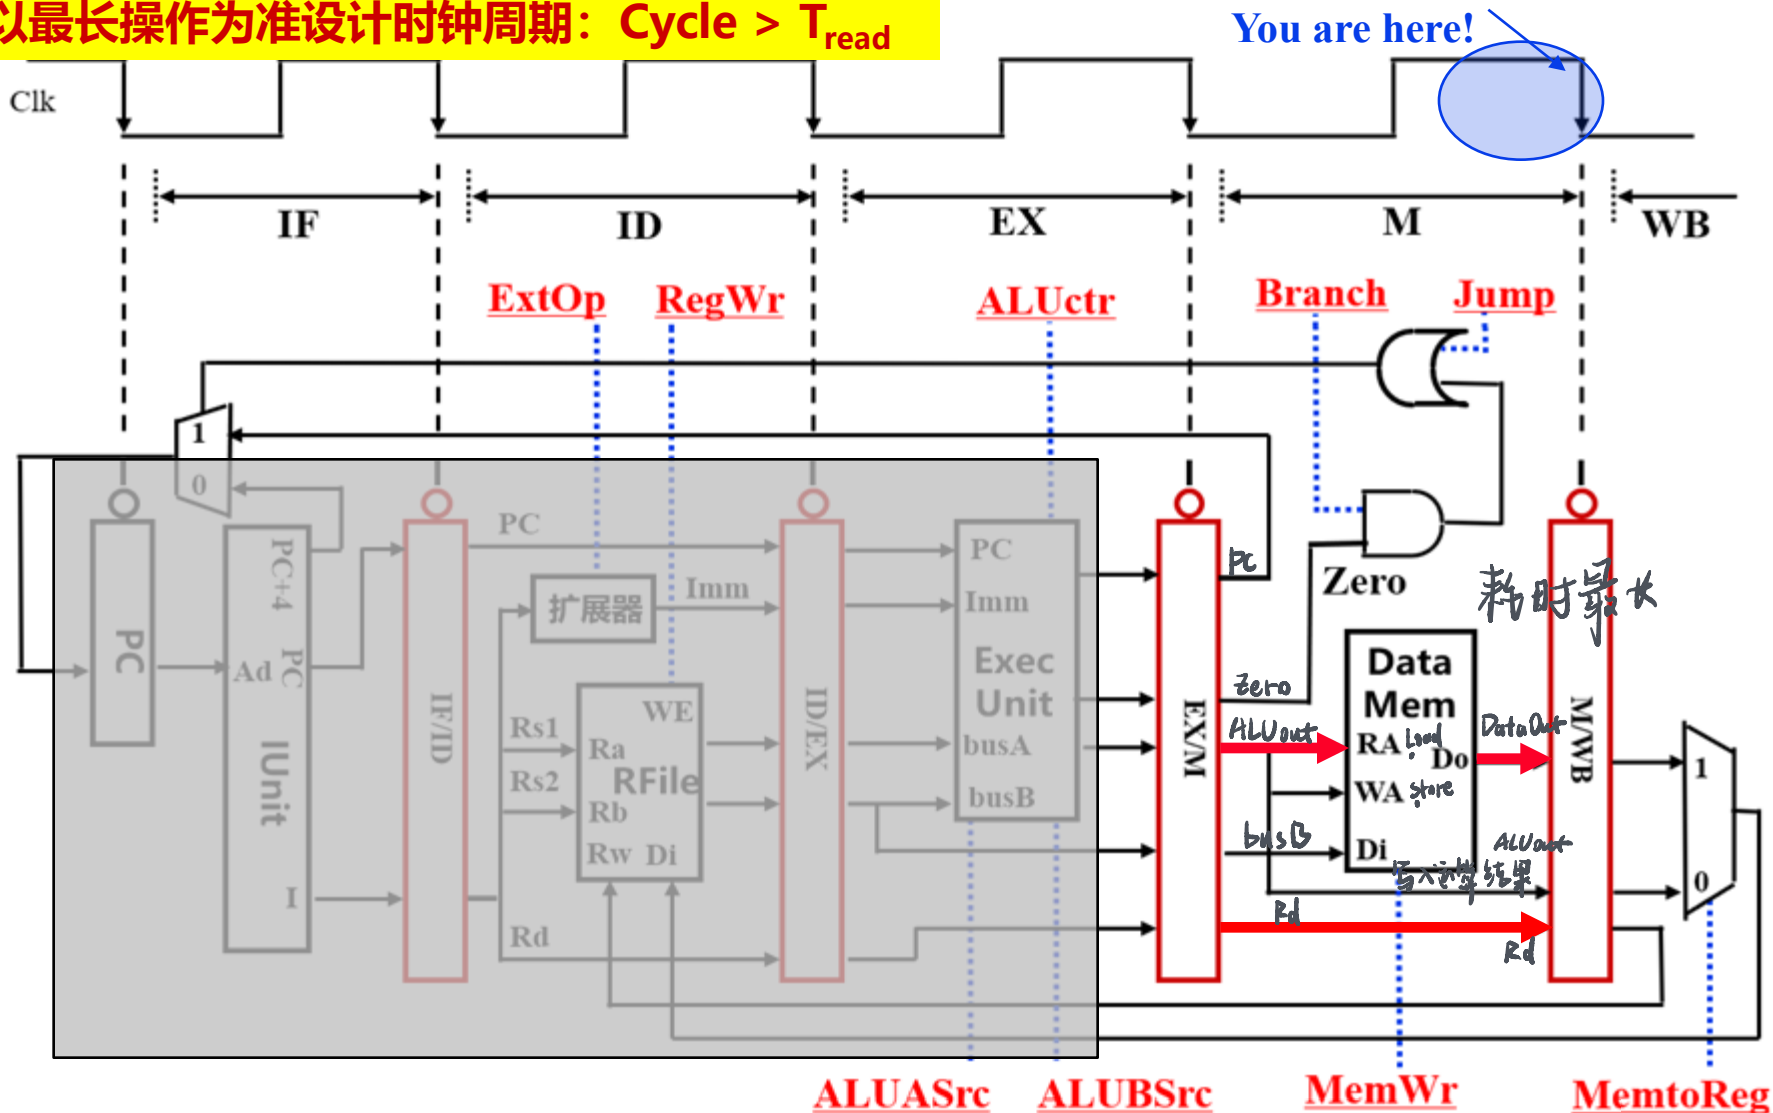 以最长操作为准设计时钟周期：Cycle > Tread
You are here!
Clk
IF
ID
EX
M
WB
ExtOp
RegWr
ALUctr
Branch
Jump
1
0
PC
PC+4
PC
Ad
IUnit
I
IF/ID
PC
扩展器
Imm
Rs1
Rs2
Rd
WE
Ra
RFile
Rb
Rw
Di
ID/EX
PC
Imm
Exec
Unit
busA
busB
EX/M
PC
Zero
Zero
ALUout
busB
Rd
Data
Mem
RA
Load
Do
WA
Store
Di
DataOut
ALUout
写入运算结果
Rd
耗时最长
M/WB
1
0
ALUASrc
ALUBSrc
MemWr
MemtoReg